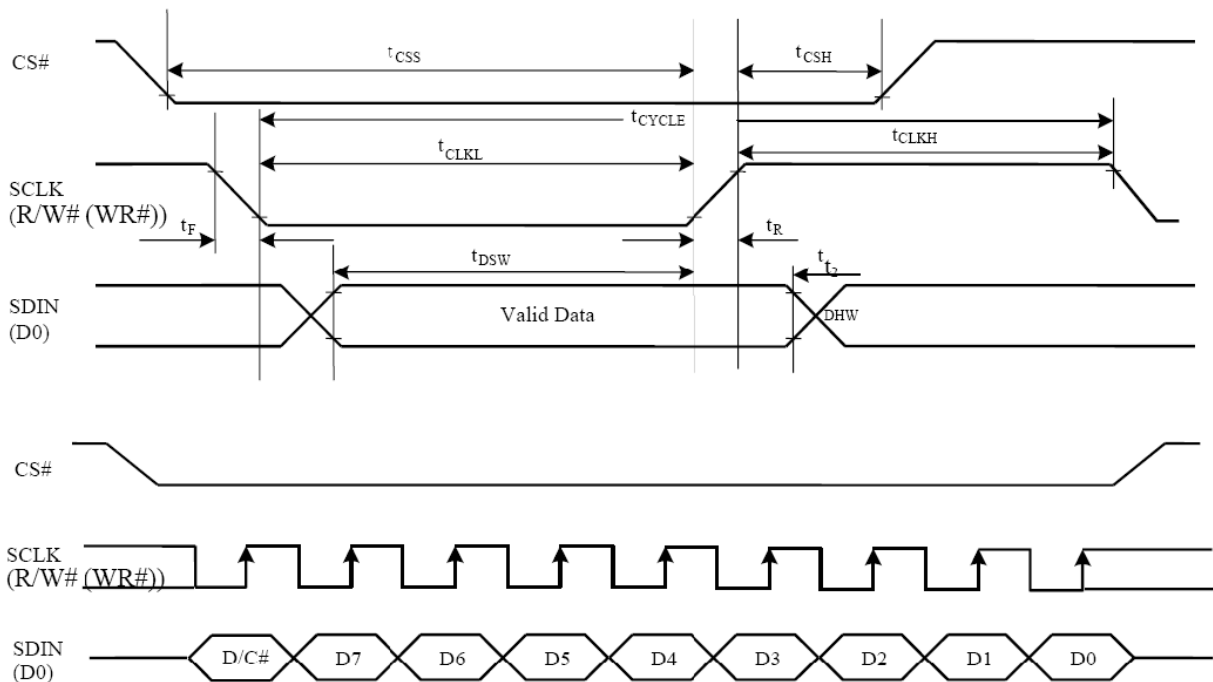 CS#
tCSS
tCSH
tCYCLE
tCLKL
tCLKH
SCLK
(R/W# (WR#))
tF
tR
tDSW
t
t2
SDIN
(D0)
Valid Data
DHW
CS#
SCLK
(R/W# (WR#))
SDIN
(D0)
D/C# D7 D6 D5 D4 D3 D2 D1 D0